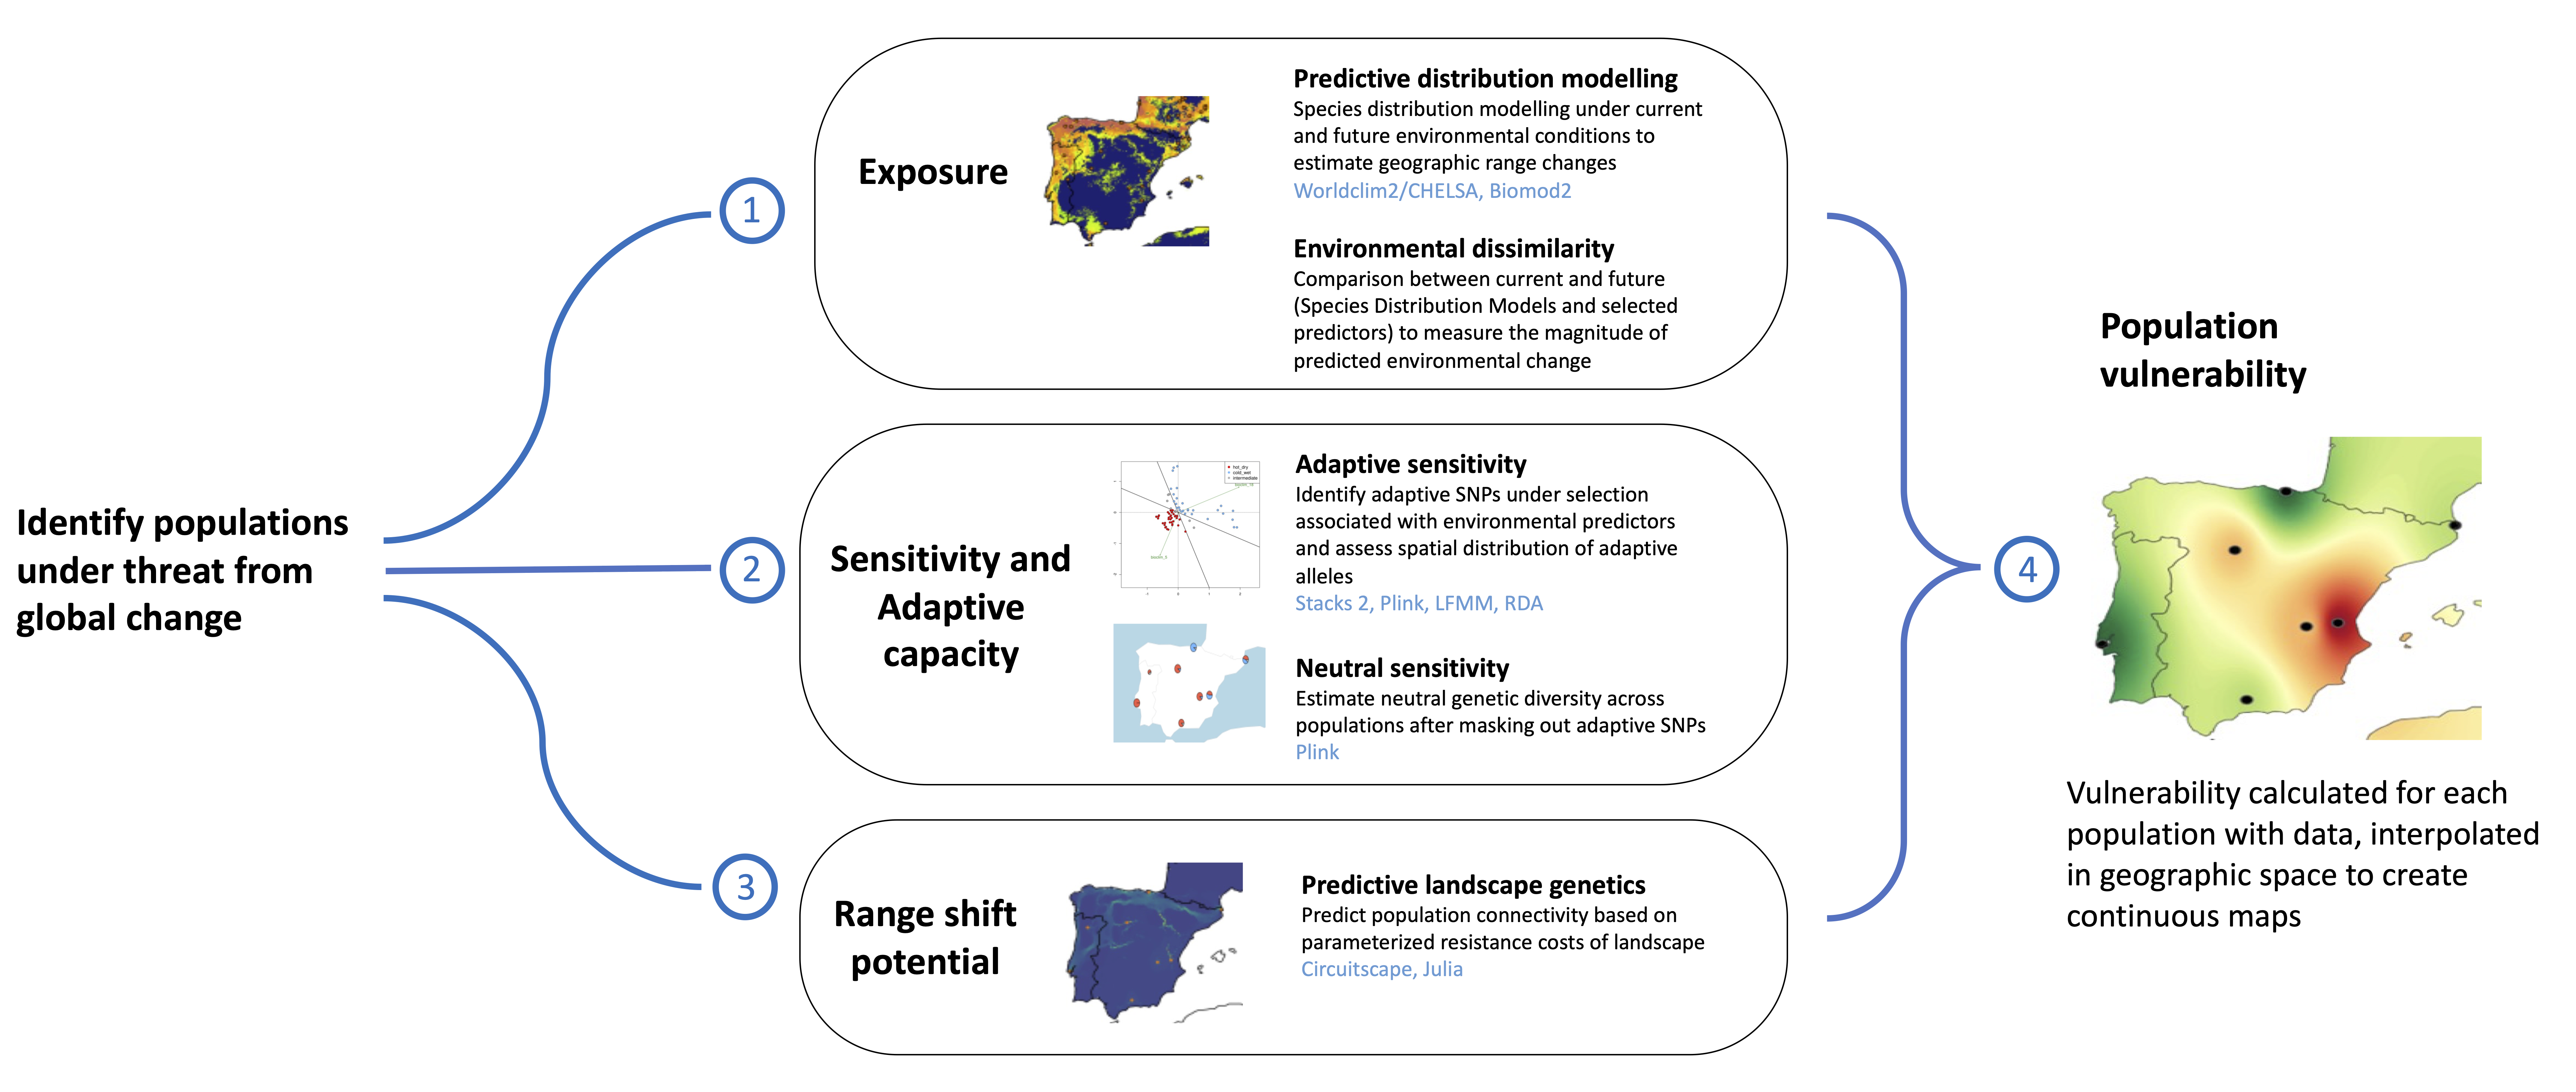 Identify populations
under threat from
global change
1
Exposure
Predictive distribution modelling
Species distribution modelling under current
and future environmental conditions to
estimate geographic range changes
Worldclim2/CHELSA, Biomod2
Environmental dissimilarity
Comparison between current and future
(Species Distribution Models and selected
predictors) to measure the magnitude of
predicted environmental change
2
Sensitivity and
Adaptive
capacity
hot_dry
cold_wet
intermediate
Adaptive sensitivity
Identify adaptive SNPs under selection
associated with environmental predictors
and assess spatial distribution of adaptive
alleles
Stacks 2, Plink, LFMM, RDA
Neutral sensitivity
Estimate neutral genetic diversity across
populations after masking out adaptive SNPs
Plink
3
Range shift
potential
Predictive landscape genetics
Predict population connectivity based on
parameterized resistance costs of landscape
Circuitscape, Julia
4
Population
vulnerability
Vulnerability calculated for each
population with data, interpolated
in geographic space to create
continuous maps